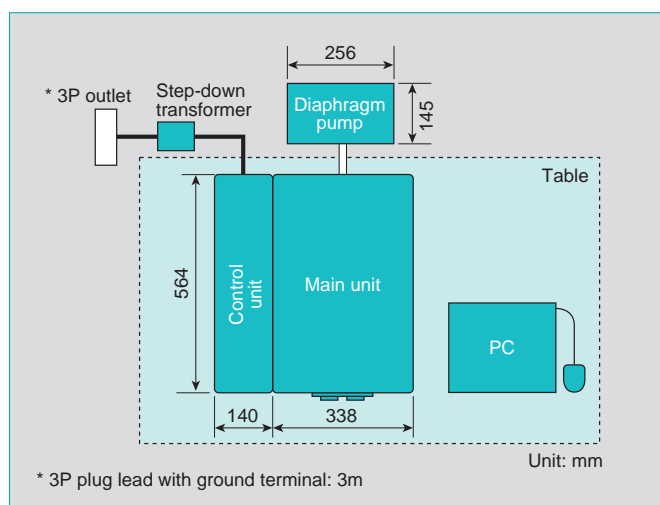 256
* 3P outlet
Step-down
transformer
Diaphragm
pump
145
Table
564
Control
unit
Main unit
PC
140
338
Unit: mm
* 3P plug lead with ground terminal: 3m